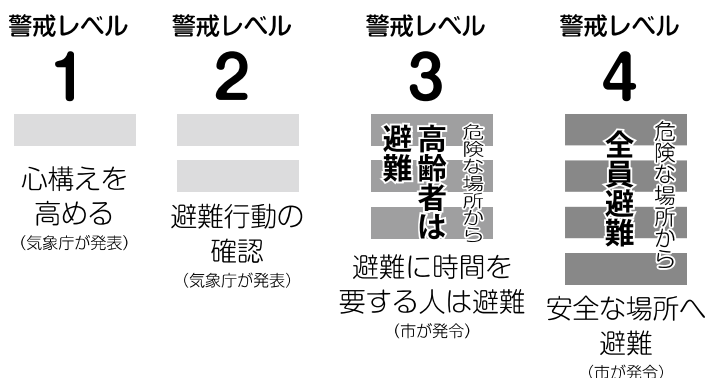 警戒レベル
1
心構えを
高める
（気象庁が発表）
警戒レベル
2
避難行動の
確認
（気象庁が発表）
警戒レベル
3
危険な場所から
高齢者は
避難
避難に時間を
要する人は避難
（市が発令）
警戒レベル
4
危険な場所から
全員避難
安全な場所へ
避難
（市が発令）